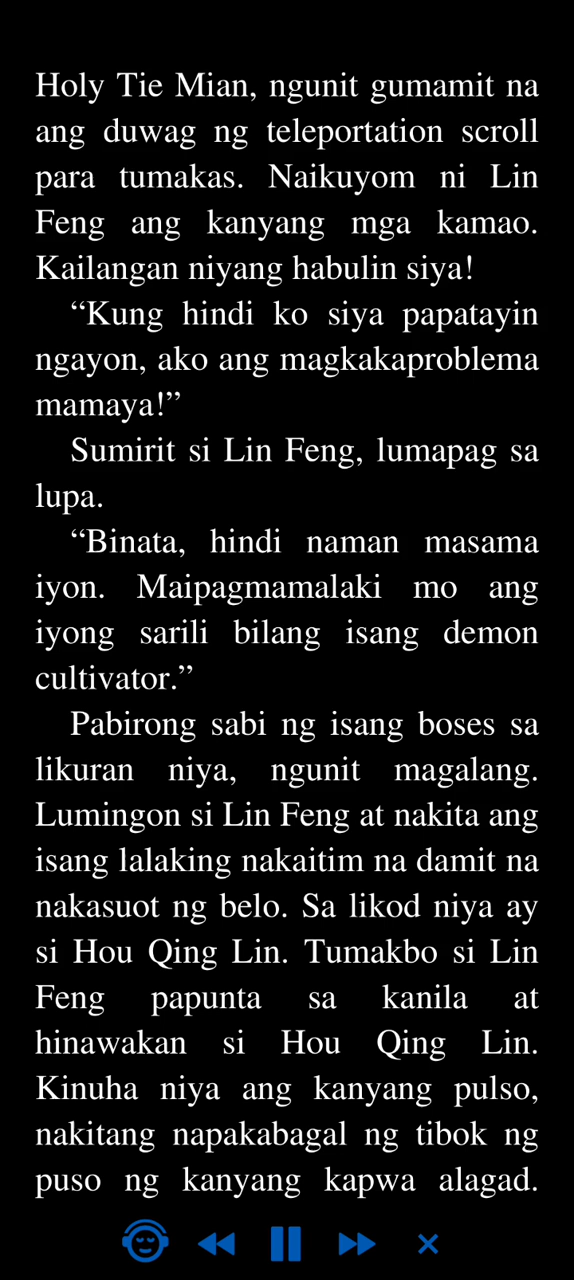 Holy Tie Mian, ngunit gumamit na
ang duwag ng teleportation scroll
para tumakas. Naikuyom ni Lin
Feng ang kanyang mga kamao.
Kailangan niyang habulin siya!
“Kung hindi ko siya papatayin
ngayon, ako ang magkakaproblema
mamaya!”
Sumirit si Lin Feng, lumapag sa
lupa.
“Binata, hindi naman masama
iyon. Maipagmamalaki mo ang
iyong sarili bilang isang demon
cultivator.”
Pabirong sabi ng isang boses sa
likuran niya, ngunit magalang.
Lumingon si Lin Feng at nakita ang
isang lalaking nakaitim na damit na
nakasuot ng belo. Sa likod niya ay
si Hou Qing Lin. Tumakbo si Lin
Feng papunta sa kanila at
hinawakan si Hou Qing Lin.
Kinuha niya ang kanyang pulso,
nakitang napakabagal ng tibok ng
puso ng kanyang kapwa alagad.